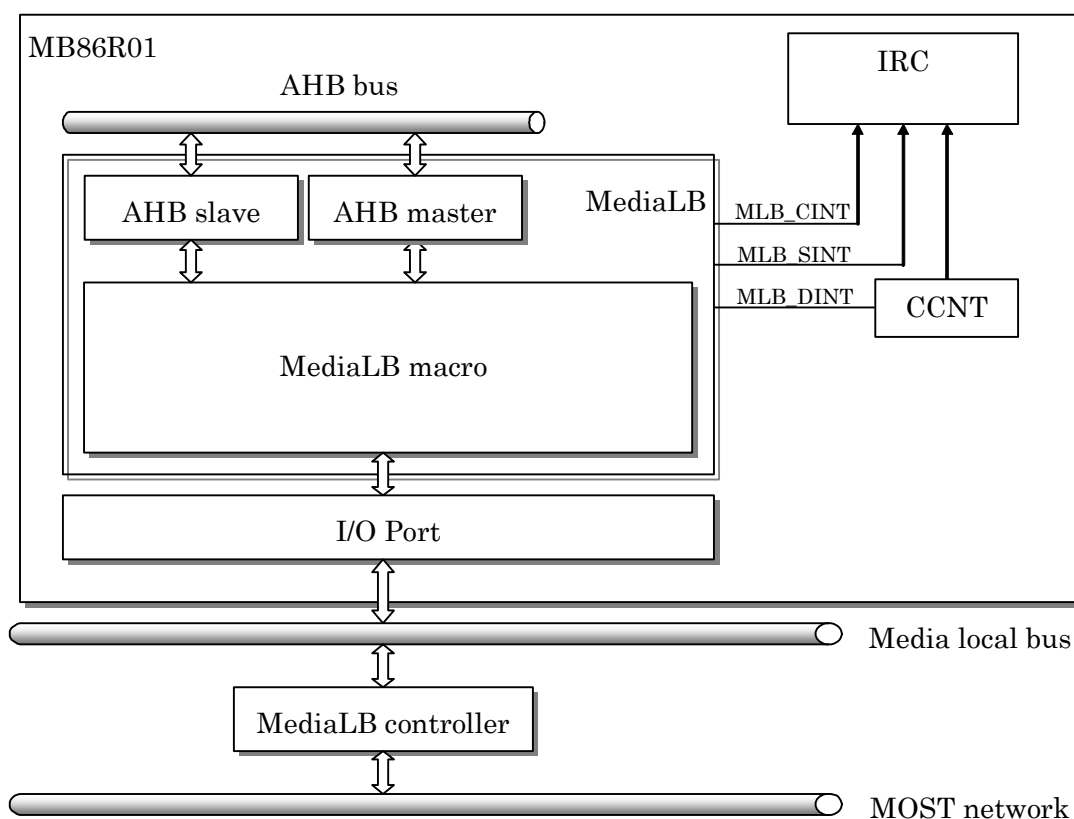 MB86R01
IRC
AHB bus
AHB slave
AHB master
MediaLB
MLB_CINT
MLB_SINT
MLB_DINT
CCNT
MediaLB macro
I/O Port
Media local bus
MediaLB controller
MOST network